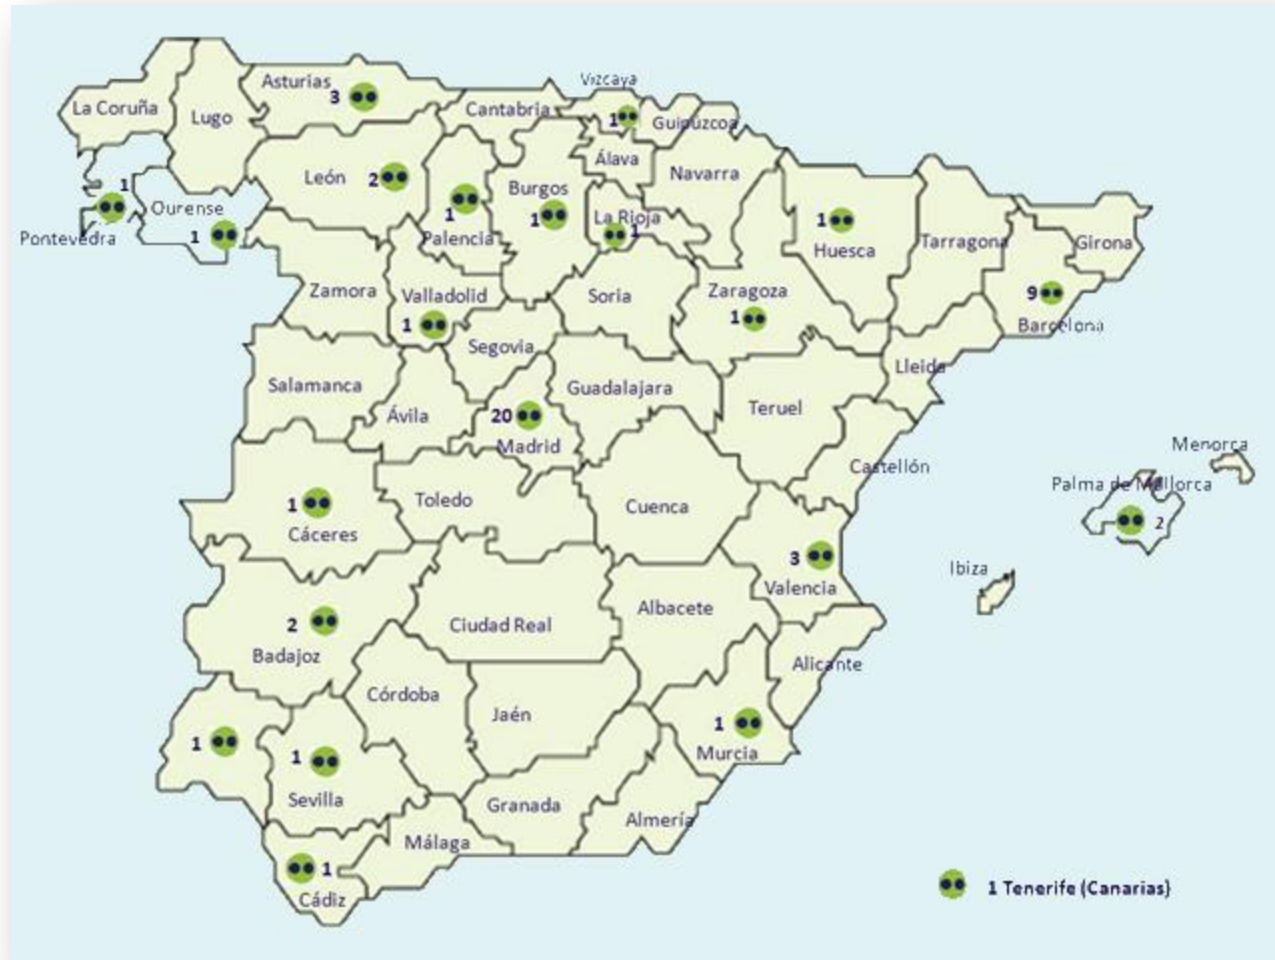 Vizcaya
Asturias
3
La Coruña
Lugo
Cantabria
1
Guipúzcoa
Álava
León
2
Navarra
1
Ourense
1
Pontevedra
1
Palencia
Burgos
1
La Rioja
1
1
Huesca
Tarragona
Girona
Zamora
Valladolid
1
Soria
Zaragoza
1
9
Barcelona
Segovia
Salamanca
Ávila
20
Madrid
Guadalajara
Teruel
Lleida
Castellón
Menorca
Palma de Mallorca
2
1
Cáceres
Toledo
Cuenca
3
Valencia
Ibiza
2
Badajoz
Ciudad Real
Albacete
Alicante
Córdoba
Jaén
1
Murcia
1
1
Sevilla
Granada
Almería
Málaga
1
Cádiz
1 Tenerife (Canarias)